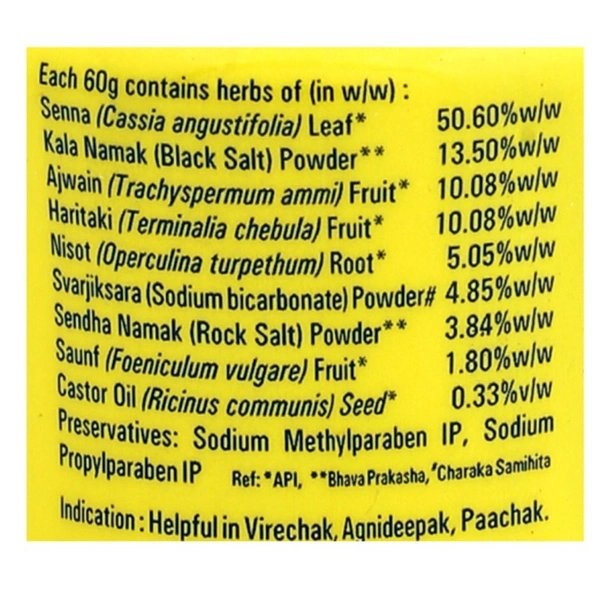 Each 60g contains herbs of (in w/w) :
Senna (Cassia angustifolia) Leaf* 50.60%w/w
Kala Namak (Black Salt) Powder** 13.50%w/w
Ajwain (Trachyspermum ammi) Fruit* 10.08%w/w
Haritaki (Terminalia chebula) Fruit* 10.08%w/w
Nisot (Operculina turpethum) Root* 5.05%w/w
Svarjiksara (Sodium bicarbonate) Powder# 4.85%w/w
Sendha Namak (Rock Salt) Powder** 3.84%w/w
Saunf (Foeniculum vulgare) Fruit* 1.80%w/w
Castor Oil (Ricinus communis) Seed* 0.33%v/w
Preservatives: Sodium Methylparaben IP, Sodium
Propylparaben IP Ref: *API, **Bhava Prakasha, #Charaka Samihita
Indication : Helpful in Virechak, Agnideepak, Paachak.